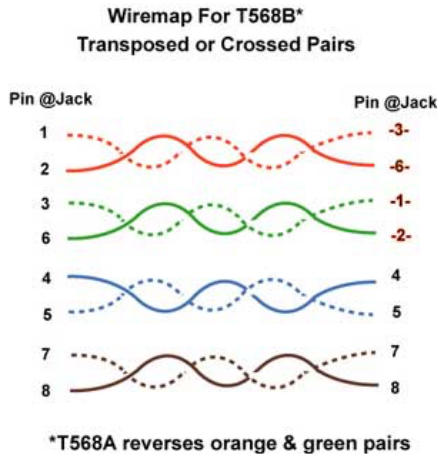 Wiremap For T568B*
Transposed or Crossed Pairs
Pin @Jack Pin @Jack
1 -3-
2 -6-
3 -1-
6 -2-
4 4
5 5
7 7
8 8
*T568A reverses orange & green pairs